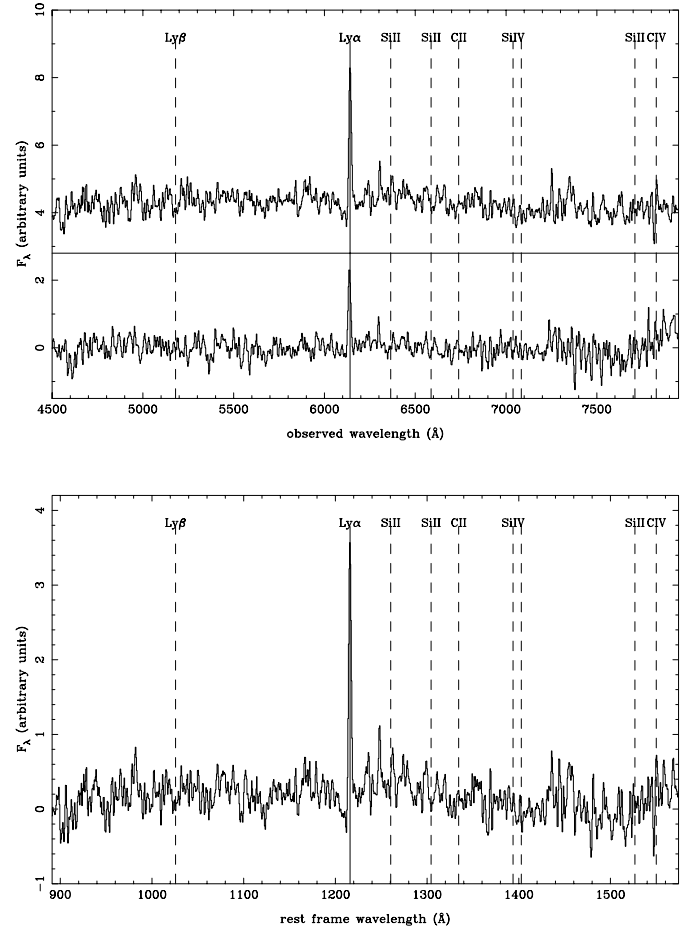 10
Lyβ Lyα SiII SiII CII SiIV SiII CIV
8
6
4
2
0
F_λ (arbitrary units)
4500 5000 5500 6000 6500 7000 7500
observed wavelength (Å)
4
Lyβ Lyα SiII SiII CII SiIV SiII CIV
3
2
1
0
−1
F_λ (arbitrary units)
900 1000 1100 1200 1300 1400 1500
rest frame wavelength (Å)